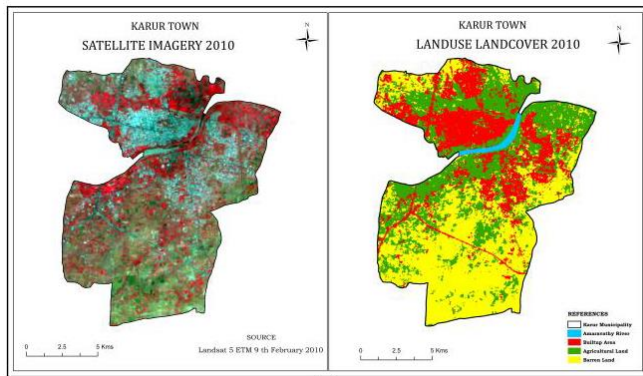 KARUR TOWN
SATELLITE IMAGERY 2010
N
SOURCE
Landsat 5 ETM 9 th February 2010
0 2.5 5 Kms
KARUR TOWN
LANDUSE LANDCOVER 2010
N
REFERENCES
Karur Municipality
Amaravathy River
Builtup Area
Agricultural Land
Barren Land
0 2.5 5 Kms